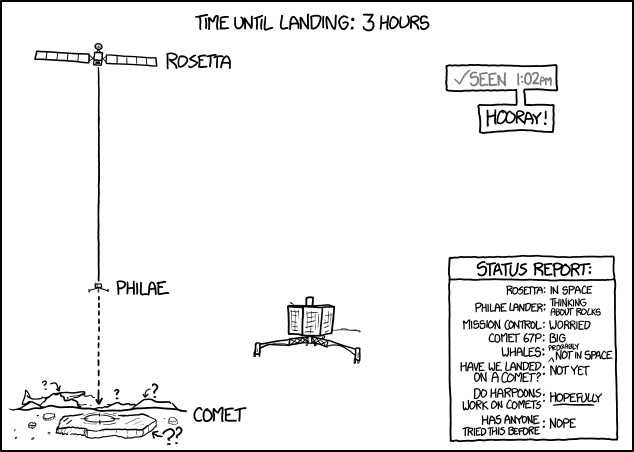 TIME UNTIL LANDING: 3 HOURS
ROSETTA
✓SEEN 1:02PM
HOORAY!
PHILAE
STATUS REPORT:
ROSETTA: IN SPACE
PHILAE LANDER: THINKING ABOUT ROCKS
MISSION CONTROL: WORRIED
COMET 67P: BIG
WHALES: PROBABLY NOT IN SPACE
HAVE WE LANDED ON A COMET?: NOT YET
DO HARPOONS WORK ON COMETS: HOPEFULLY
HAS ANYONE TRIED THIS BEFORE: NOPE
? ? ?
COMET
??